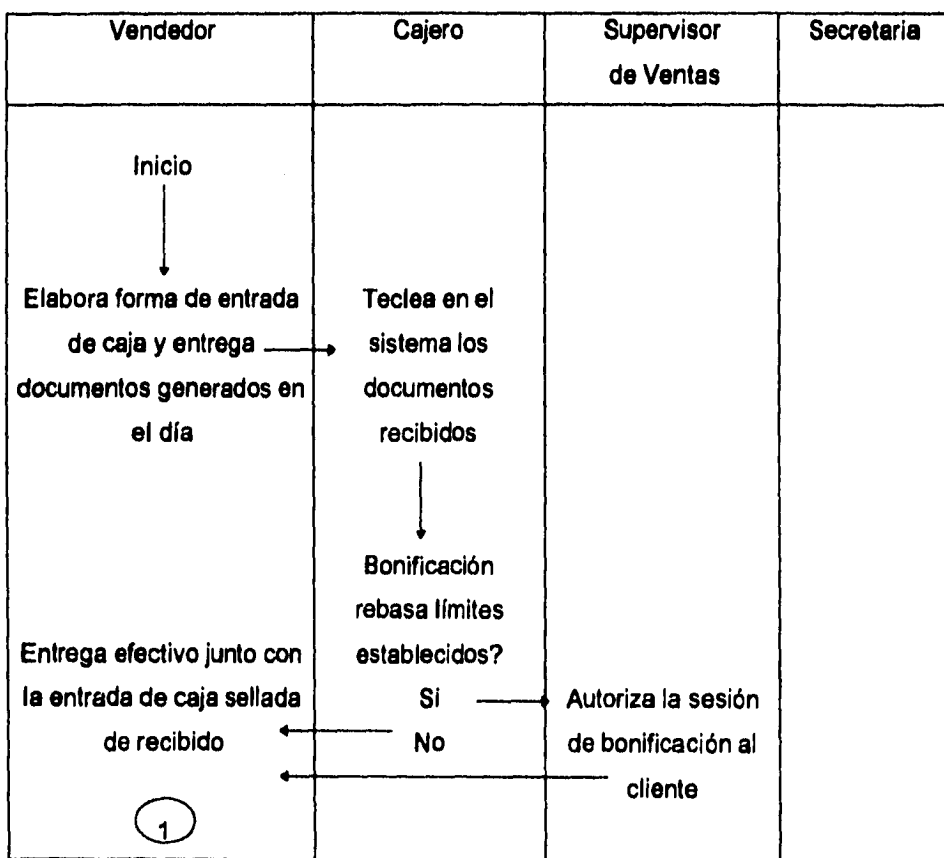 Vendedor
Cajero
Supervisor
de Ventas
Secretaria
Inicio
Elabora forma de entrada
de caja y entrega
documentos generados en
el día
Teclea en el
sistema los
documentos
recibidos
Bonificación
rebasa límites
establecidos?
Si
No
Entrega efectivo junto con
la entrada de caja sellada
de recibido
Autoriza la sesión
de bonificación al
cliente
1